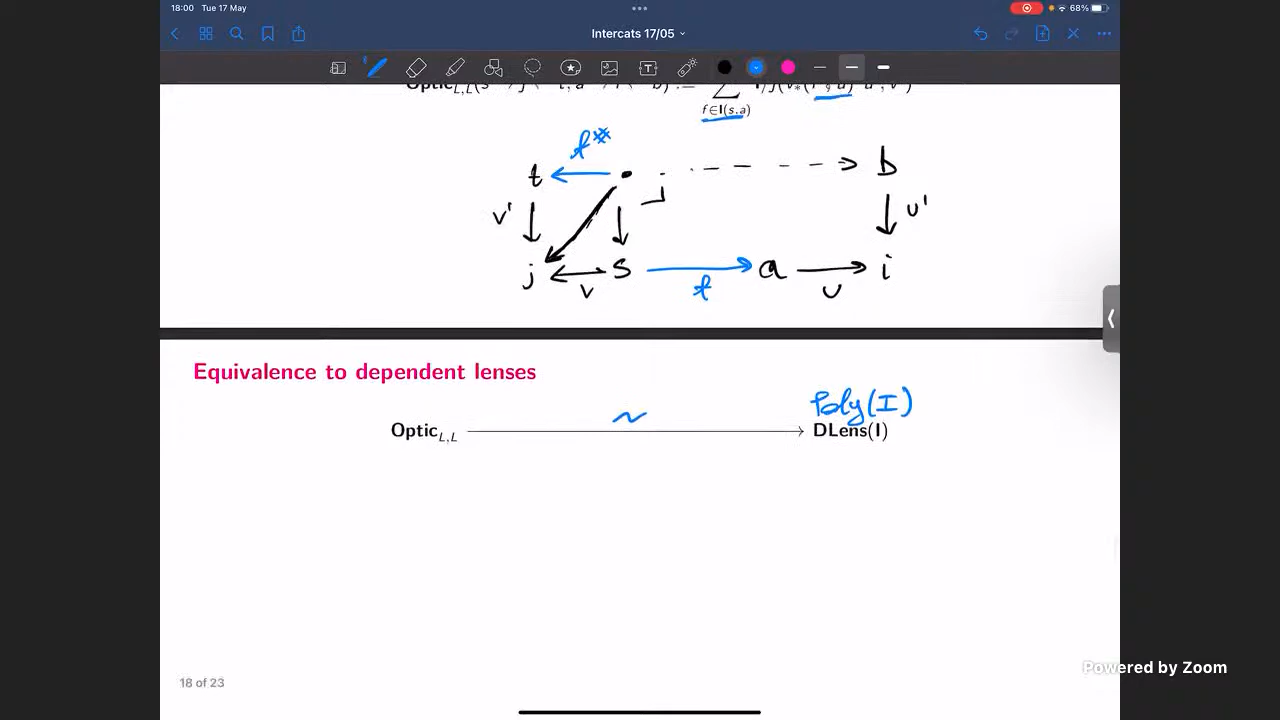 18:00 Tue 17 May
68%
Intercats 17/05
f∈I(s,a)
f**
t
b
v'
u'
j
s
a
i
v
f
u
Equivalence to dependent lenses
~
Poly(I)
Optic_{L,L} ⟶ DLens(I)
18 of 23
Powered by Zoom